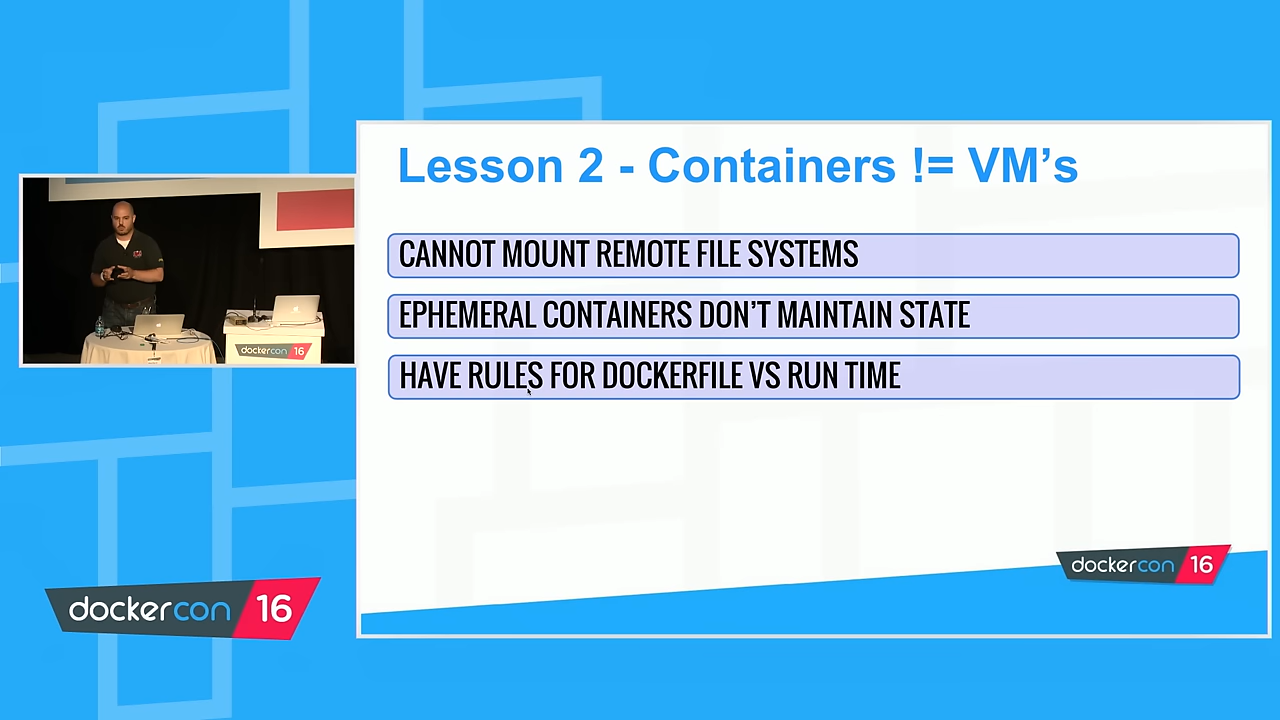 Lesson 2 - Containers != VM's
CANNOT MOUNT REMOTE FILE SYSTEMS
EPHEMERAL CONTAINERS DON'T MAINTAIN STATE
HAVE RULES FOR DOCKERFILE VS RUN TIME
dockercon 16
dockercon 16
dockercon 16